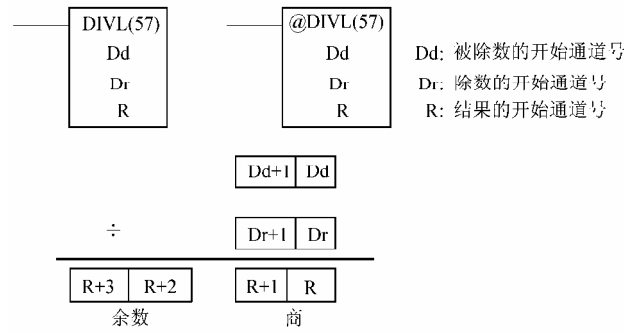 DIVL(57)
Dd
Dr
R
@DIVL(57)
Dd
Dr
R
Dd: 被除数的开始通道号
Dr: 除数的开始通道号
R: 结果的开始通道号
Dd+1 Dd
÷ Dr+1 Dr
R+3 R+2 R+1 R
余数 商